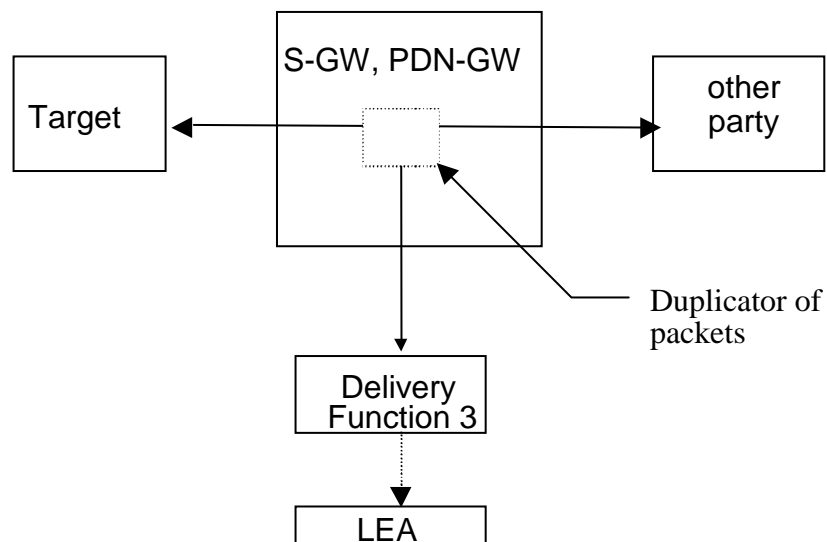 S-GW, PDN-GW
Target
other
party
Duplicator of
packets
Delivery
Function 3
LEA